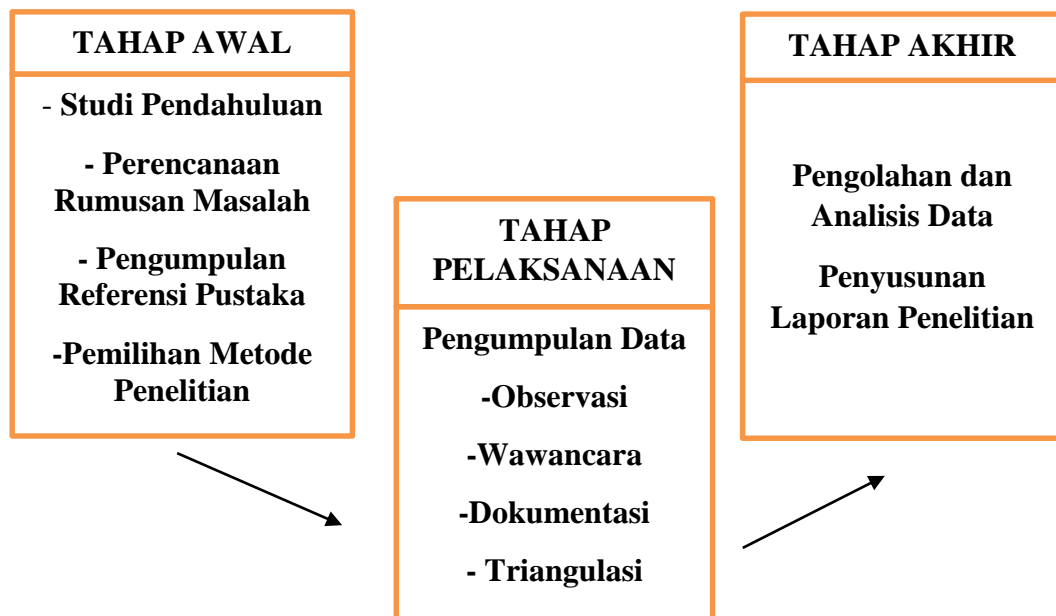 TAHAP AWAL
- Studi Pendahuluan
- Perencanaan
Rumusan Masalah
- Pengumpulan
Referensi Pustaka
-Pemilihan Metode
Penelitian
TAHAP
PELAKSANAAN
Pengumpulan Data
-Observasi
-Wawancara
-Dokumentasi
- Triangulasi
TAHAP AKHIR
Pengolahan dan
Analisis Data
Penyusunan
Laporan Penelitian